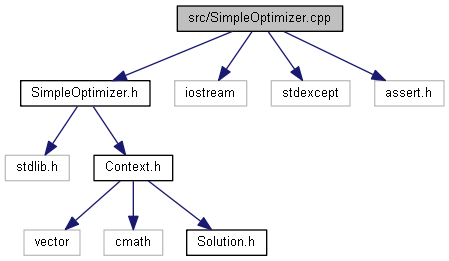 src/SimpleOptimizer.cpp
SimpleOptimizer.h
iostream
stdexcept
assert.h
stdlib.h
Context.h
vector
cmath
Solution.h